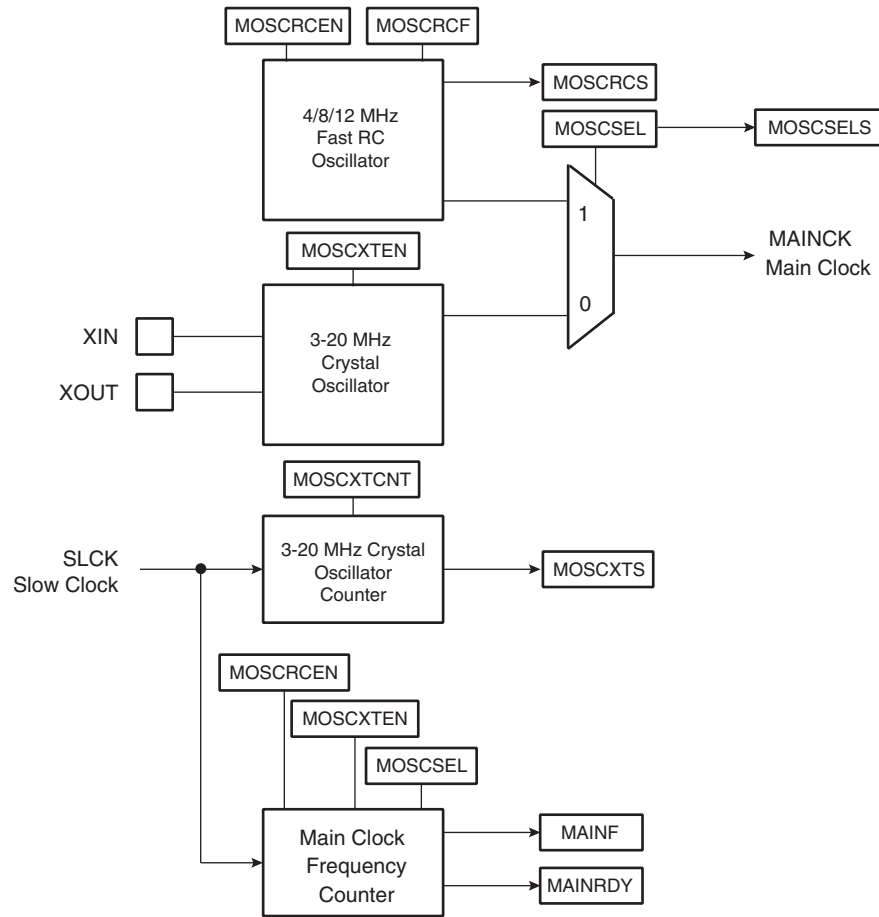 MOSCRCEN
MOSCRCF
4/8/12 MHz
Fast RC
Oscillator
MOSCRCS
MOSCSEL
MOSCSELS
1
MAINCK
Main Clock
0
MOSCXTEN
XIN
XOUT
3-20 MHz
Crystal
Oscillator
MOSCXTCNT
SLCK
Slow Clock
3-20 MHz Crystal
Oscillator
Counter
MOSCXTS
MOSCRCEN
MOSCXTEN
MOSCSEL
Main Clock
Frequency
Counter
MAINF
MAINRDY